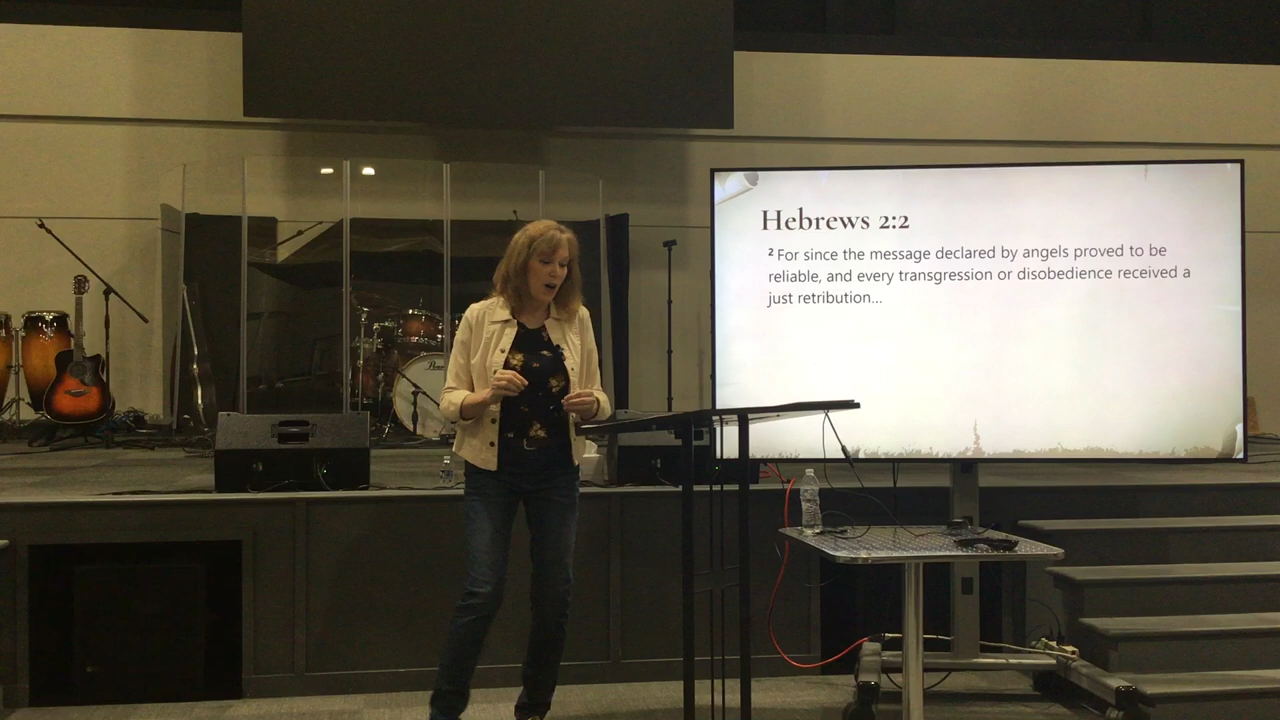 Hebrews 2:2
² For since the message declared by angels proved to be
reliable, and every transgression or disobedience received a
just retribution...